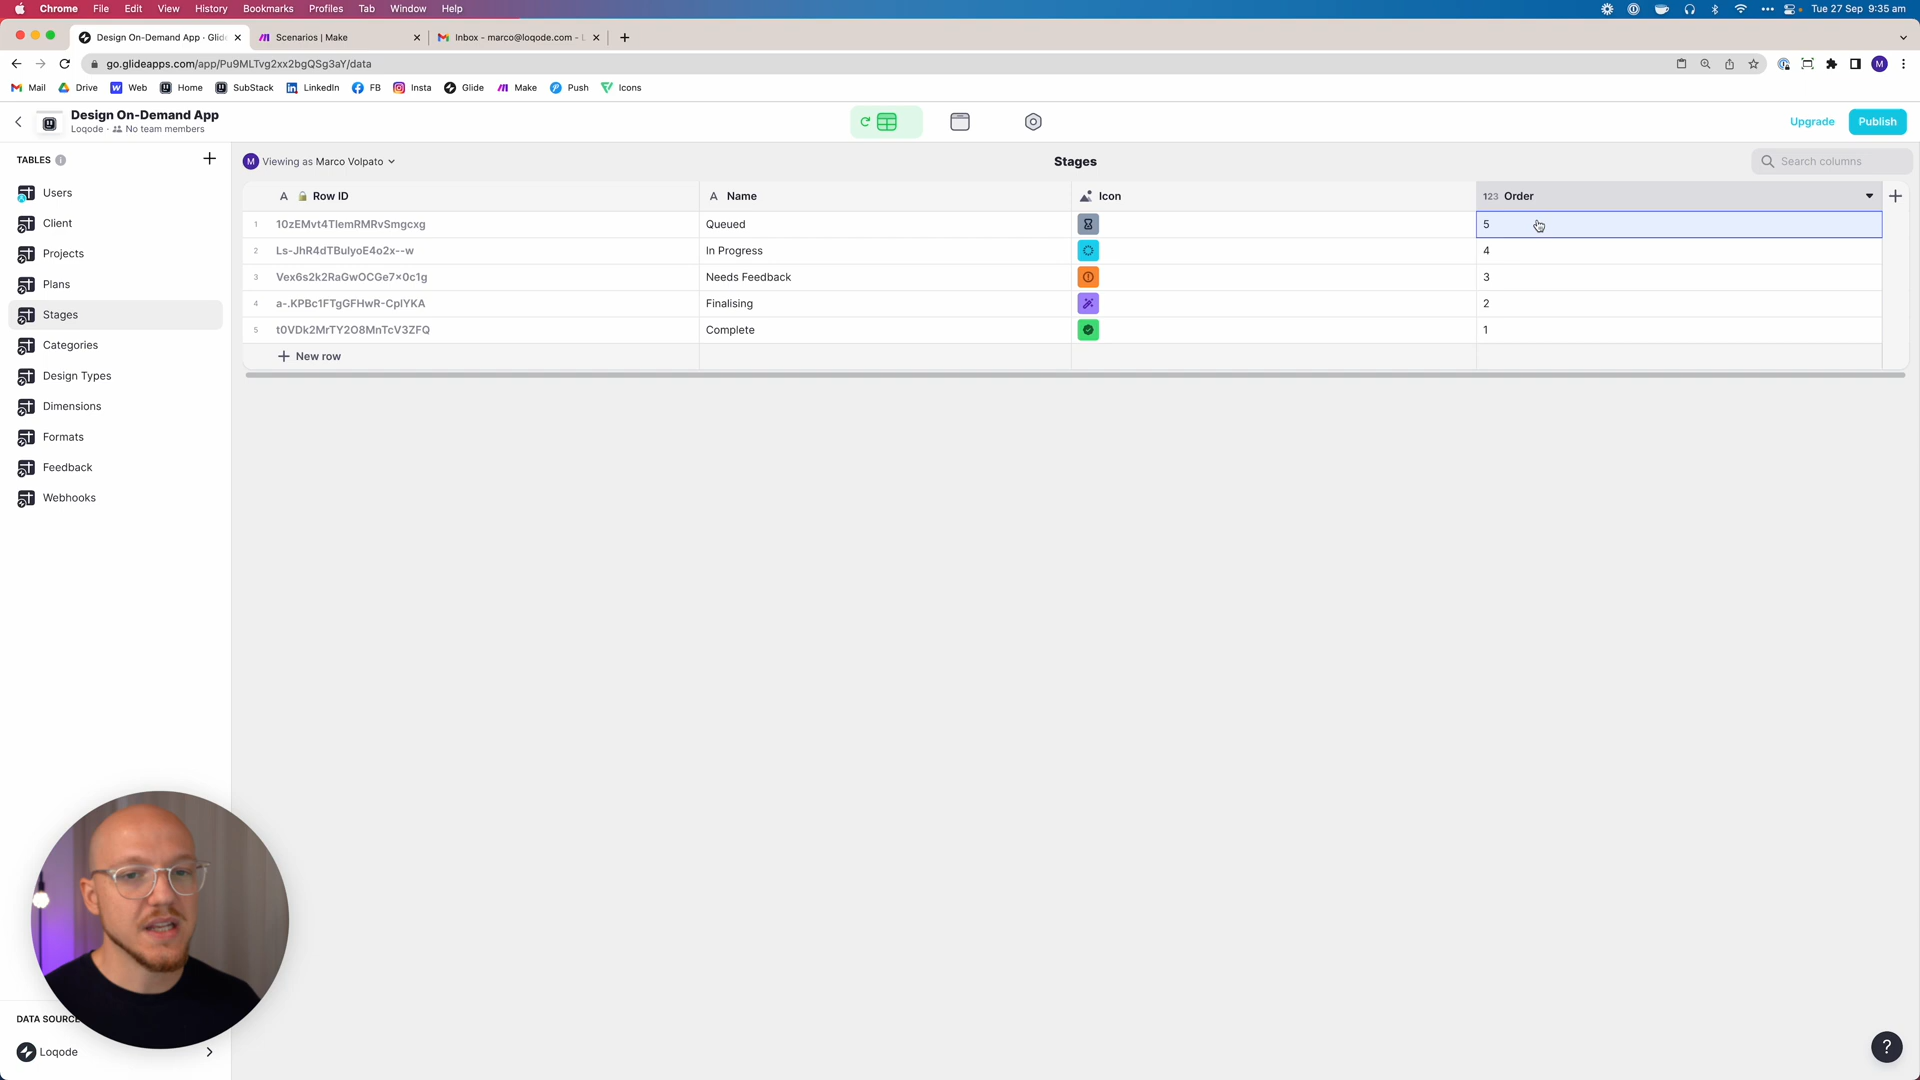 Chrome File Edit View History Bookmarks Profiles Tab Window Help Tue 27 Sep 9:35 am
Design On-Demand App · Glide Scenarios | Make Inbox - marco@loqode.com -
go.glideapps.com/app/Pu9MLTvg2xx2bgQSg3aY/data
Mail Drive Web Home SubStack LinkedIn FB Insta Glide Make Push Icons
Design On-Demand App
Loqode · No team members
Upgrade Publish
TABLES
Viewing as Marco Volpato
Stages
Search columns
Users
Client
Projects
Plans
Stages
Categories
Design Types
Dimensions
Formats
Feedback
Webhooks
A Row ID A Name Icon 123 Order
1 10zEMvt4TIemRMRvSmgcxg Queued 5
2 Ls-JhR4dTBulyoE4o2x--w In Progress 4
3 Vex6s2k2RaGwOCGe7x0c1g Needs Feedback 3
4 a-.KPBc1FTgGFHwR-CplYKA Finalising 2
5 t0VDk2MrTY2O8MnTcV3ZFQ Complete 1
New row
DATA SOURCE
Loqode
?